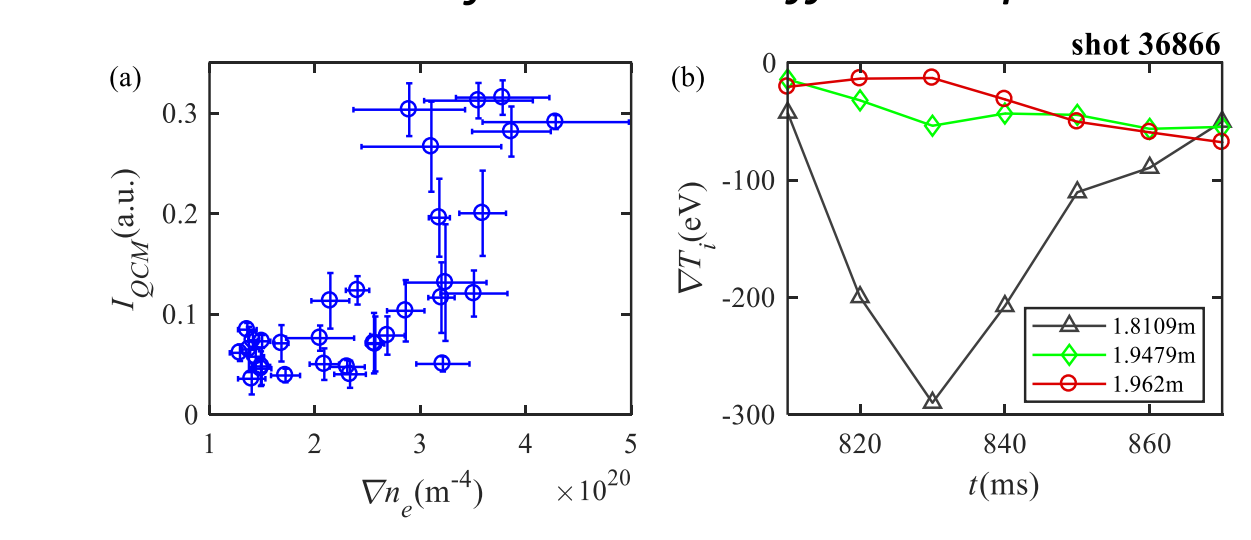 shot 36866
(a)
(b)
I_QCM(a.u.)
0.3
0.2
0.1
0
1 2 3 4 5
∇n_e(m^-4) ×10^20
∇T_i(eV)
0
-100
-200
-300
820 840 860
t(ms)
1.8109m
1.9479m
1.962m